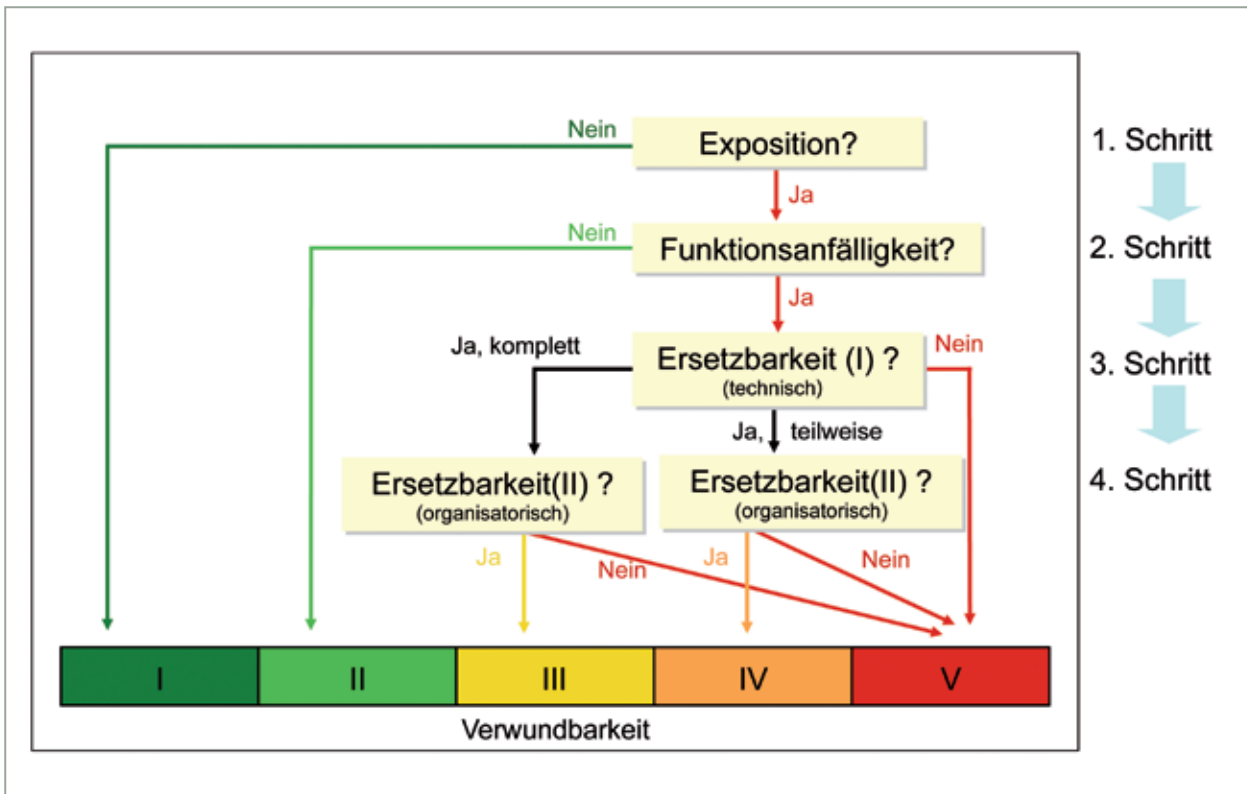 Nein
Exposition?
1. Schritt
Ja
Nein
Funktionsanfälligkeit?
2. Schritt
Ja
Ja, komplett
Ersetzbarkeit (I) ?
(technisch)
Nein
3. Schritt
Ja, teilweise
Ersetzbarkeit(II) ?
(organisatorisch)
Ersetzbarkeit(II) ?
(organisatorisch)
4. Schritt
Ja
Nein
Ja
Nein
I
II
III
IV
V
Verwundbarkeit